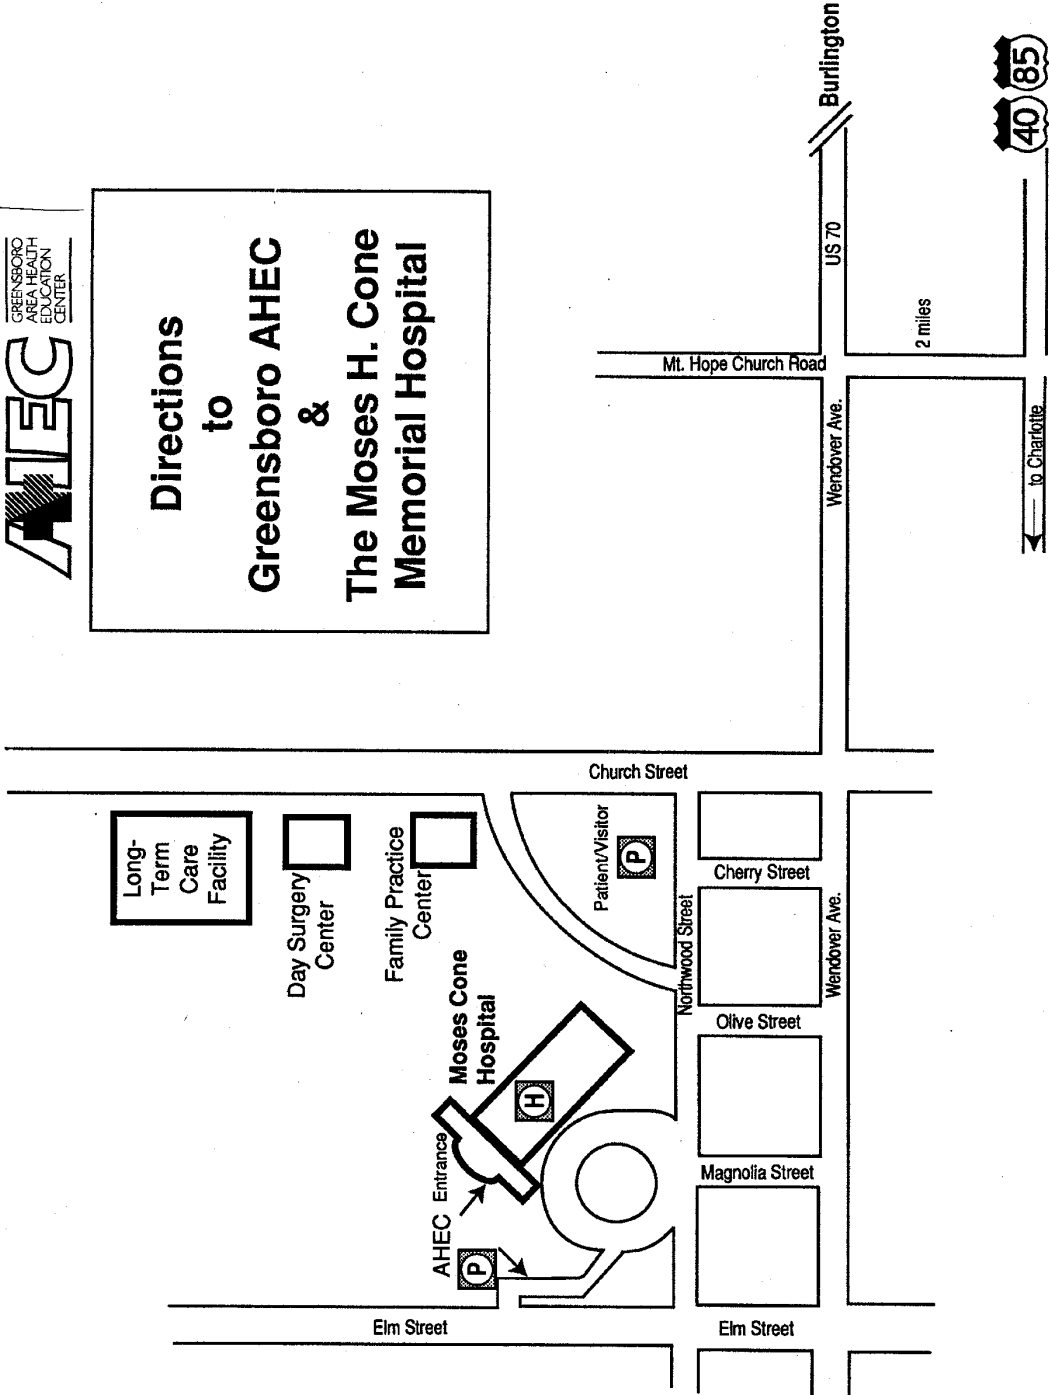 AHEC
GREENSBORO
AREA HEALTH
EDUCATION
CENTER
Directions
to
Greensboro AHEC
&
The Moses H. Cone
Memorial Hospital
Long-
Term
Care
Facility
Day Surgery
Center
Family Practice
Center
Moses Cone
Hospital
H
AHEC Entrance
P
Patient/Visitor
P
Church Street
Northwood Street
Cherry Street
Olive Street
Magnolia Street
Elm Street
Elm Street
Wendover Ave.
Wendover Ave.
Mt. Hope Church Road
US 70
Burlington
2 miles
40
85
to Charlotte